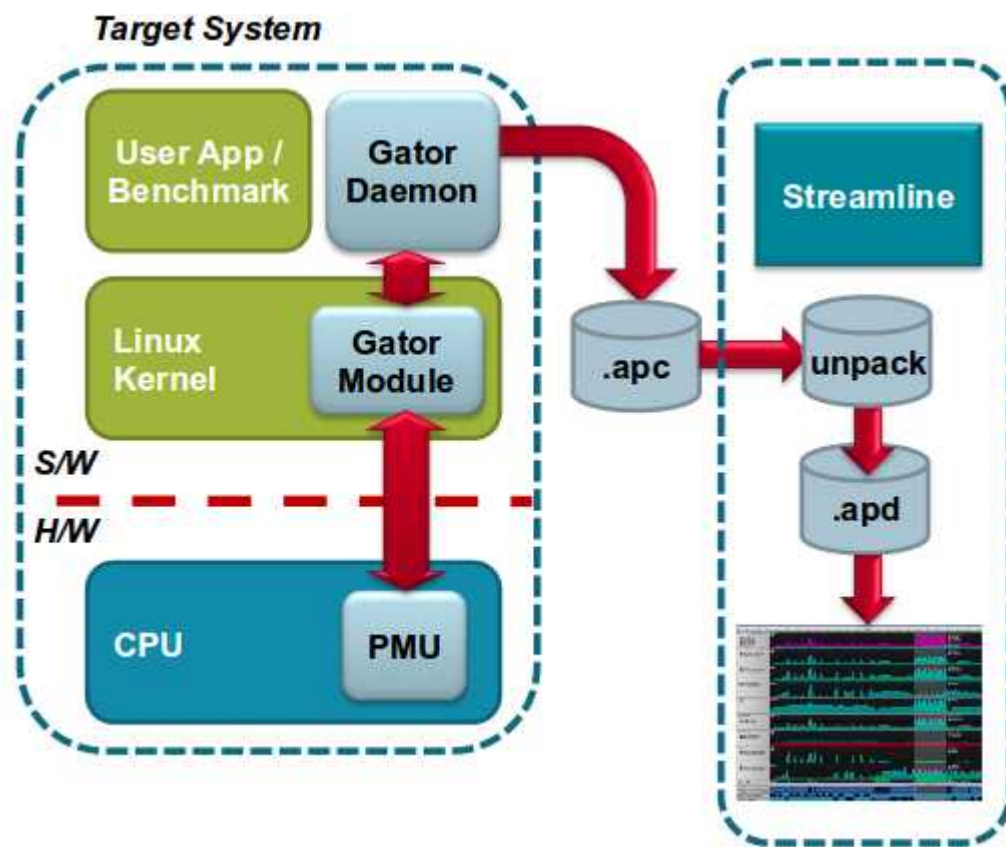 Target System
User App /
Benchmark
Gator
Daemon
Streamline
Linux
Kernel
Gator
Module
.apc
unpack
S/W
H/W
.apd
CPU
PMU